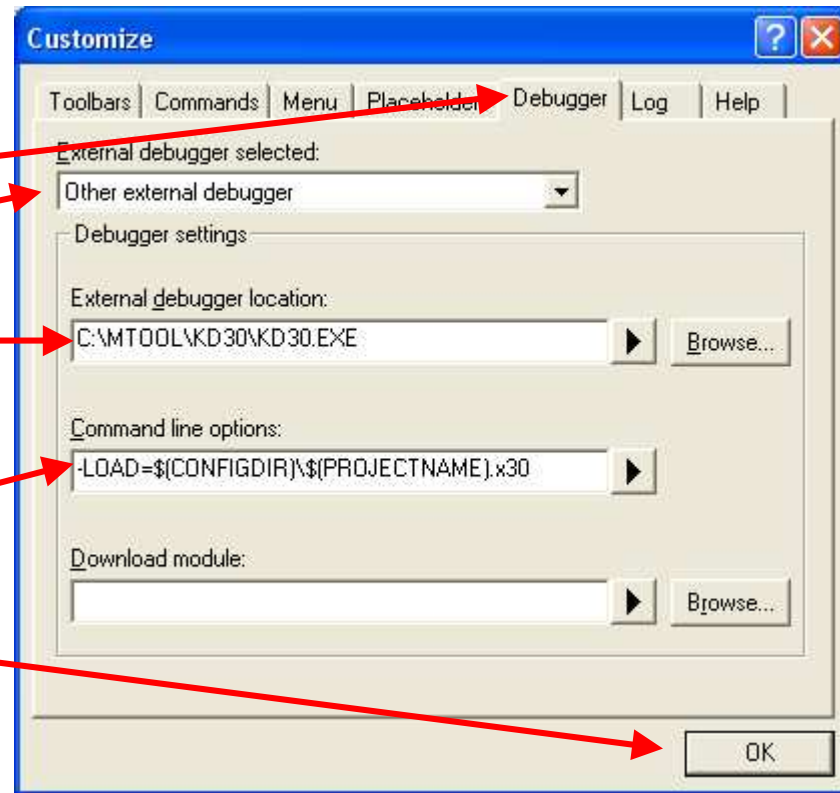 Customize
Toolbars Commands Menu Placeholder Debugger Log Help
External debugger selected:
Other external debugger
Debugger settings
External debugger location:
C:\MTOOL\KD30\KD30.EXE
Browse...
Command line options:
-LOAD=$(CONFIGDIR)\$(PROJECTNAME).x30
Download module:
Browse...
OK